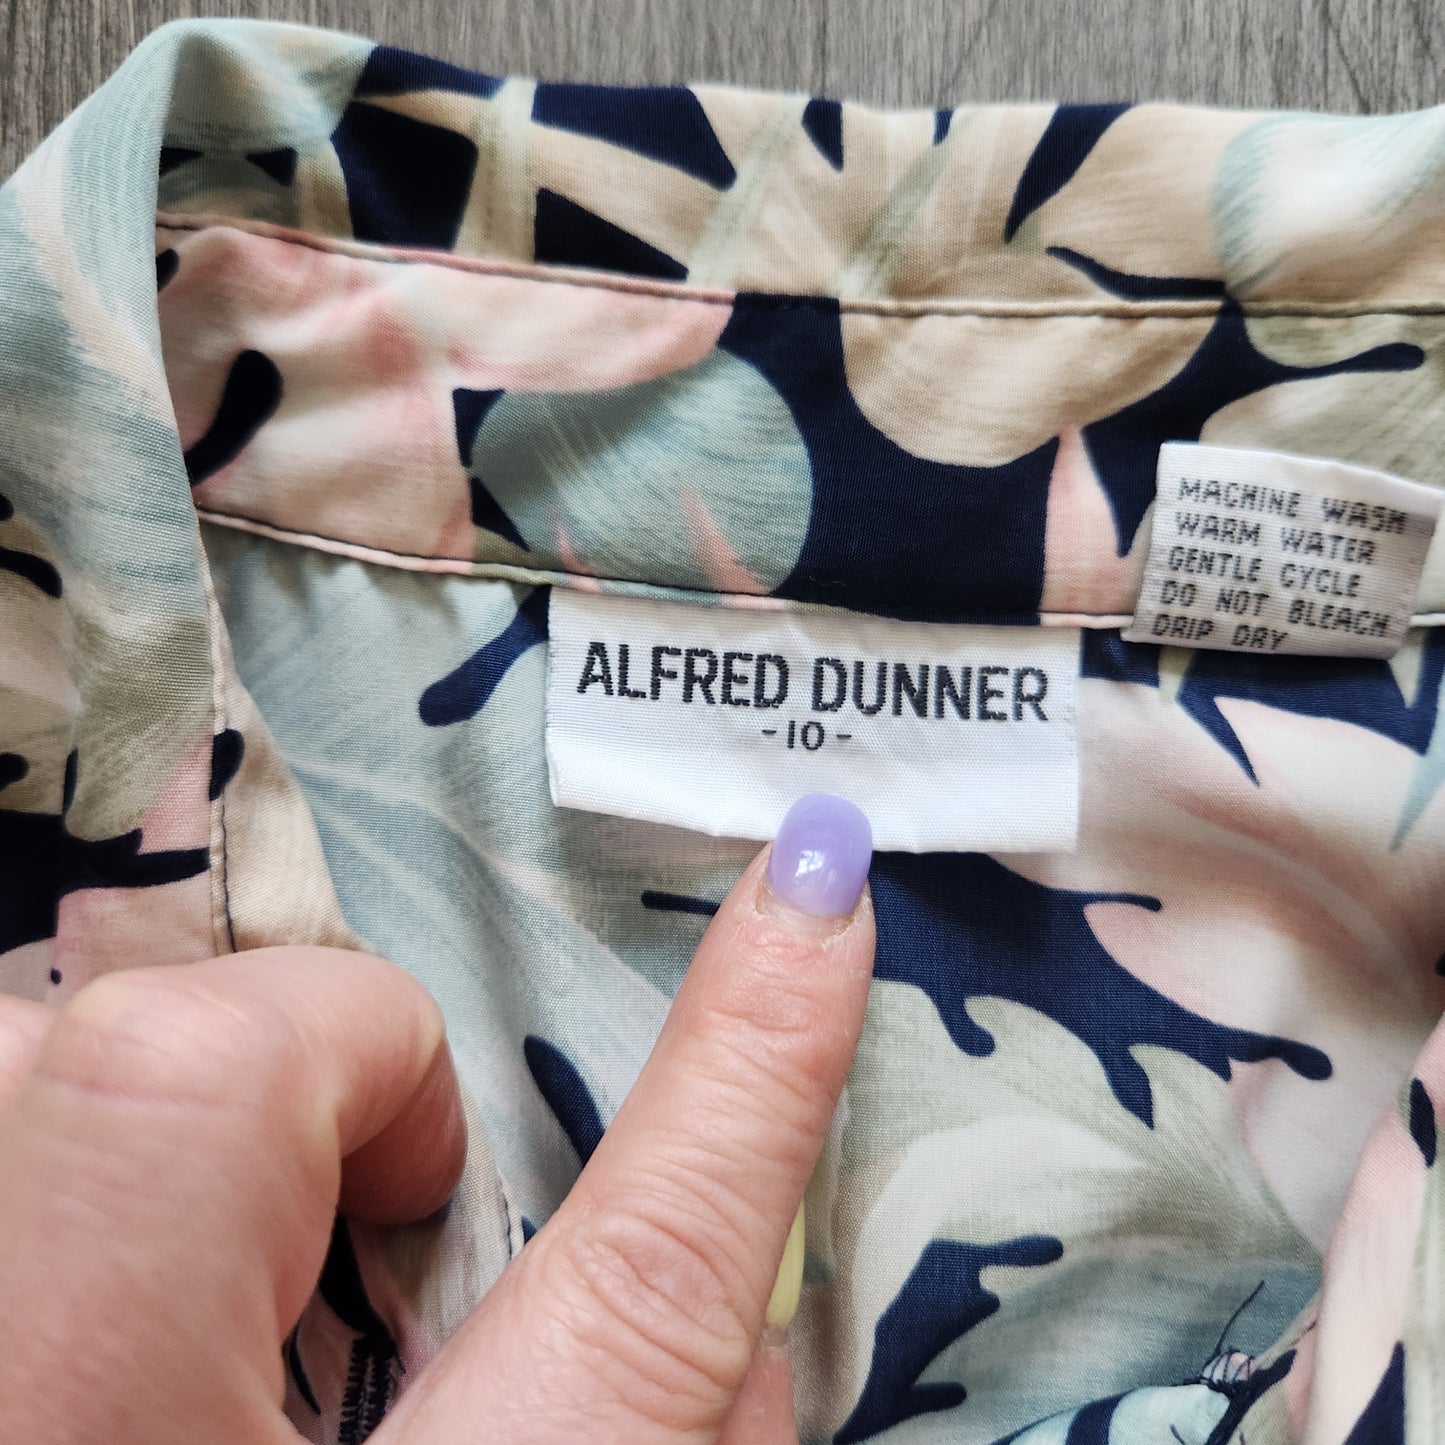 ALFRED DUNNER
-10-
MACHINE WASH
WARM WATER
GENTLE CYCLE
DO NOT BLEACH
DRIP DRY